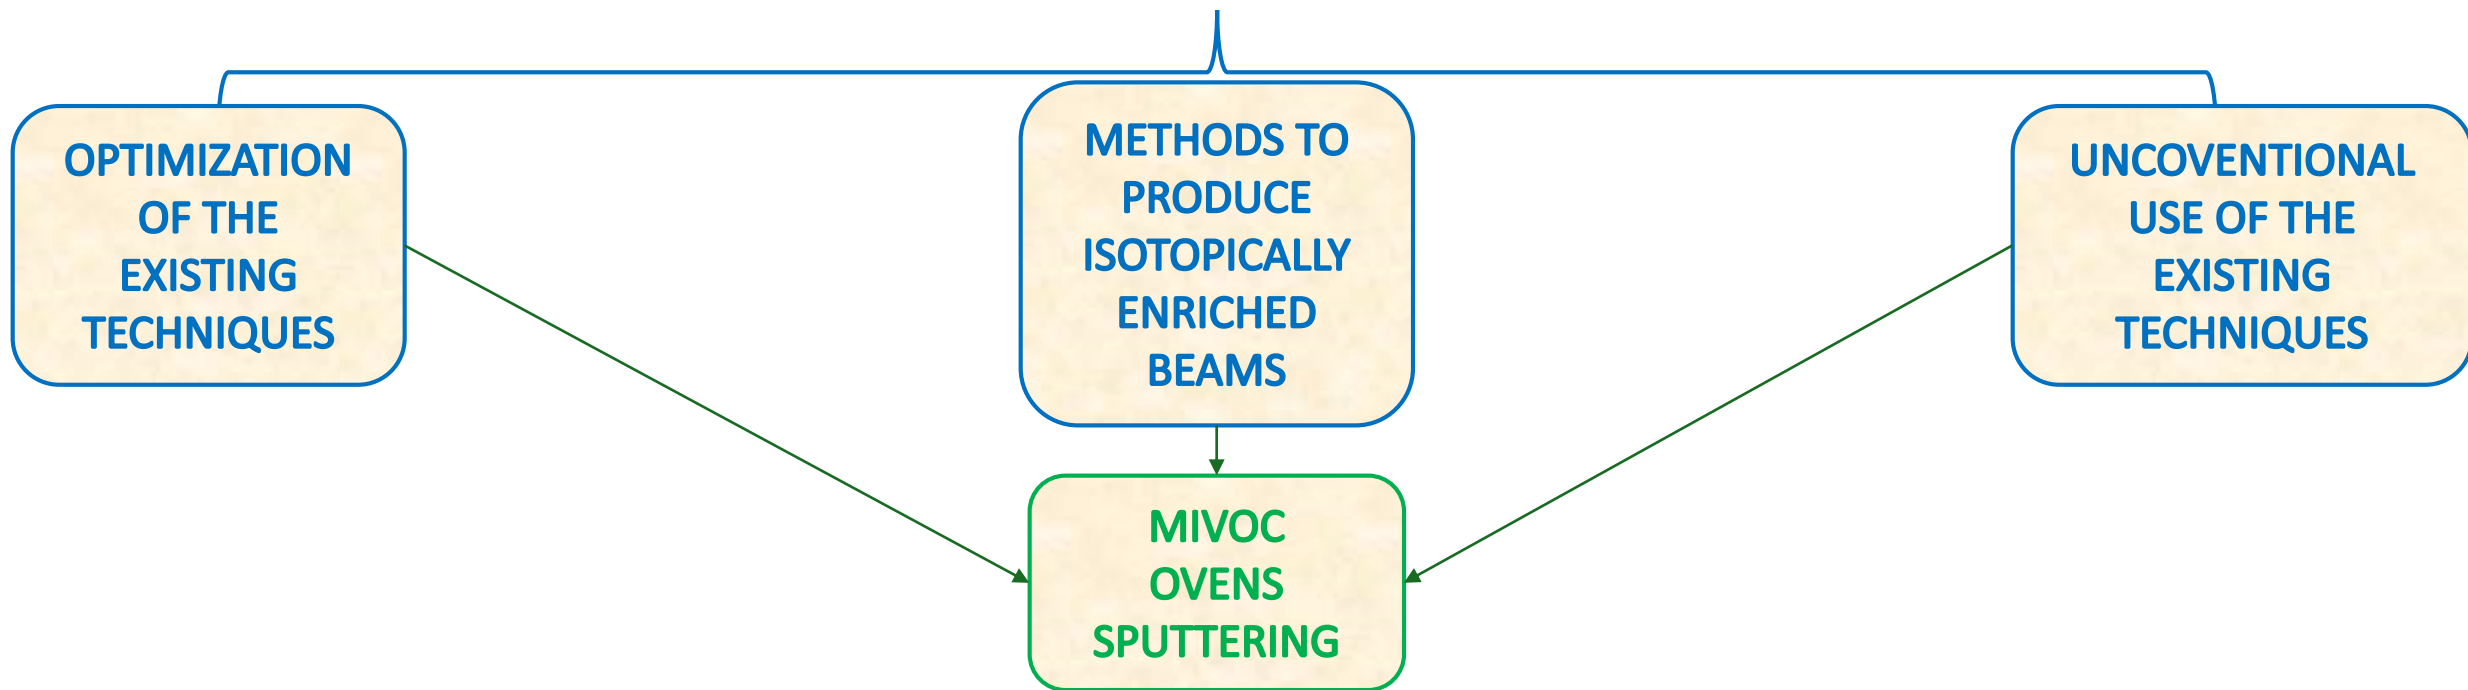 OPTIMIZATION
OF THE
EXISTING
TECHNIQUES
METHODS TO
PRODUCE
ISOTOPICALLY
ENRICHED
BEAMS
UNCOVENTIONAL
USE OF THE
EXISTING
TECHNIQUES
MIVOC
OVENS
SPUTTERING